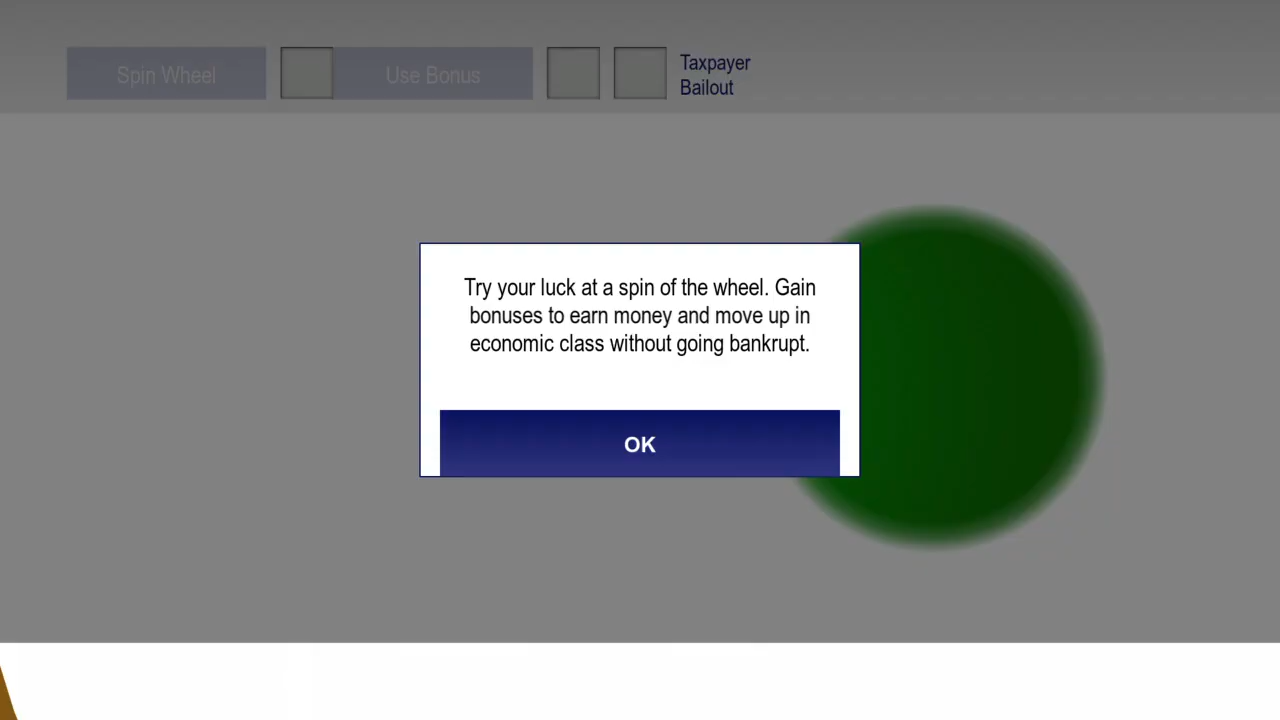 Spin Wheel
Use Bonus
Taxpayer
Bailout
Try your luck at a spin of the wheel. Gain
bonuses to earn money and move up in
economic class without going bankrupt.
OK